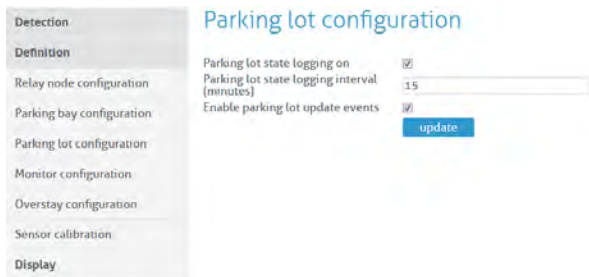 Detection
Definition
Relay node configuration
Parking bay configuration
Parking lot configuration
Monitor configuration
Overstay configuration
Sensor calibration
Display
Parking lot configuration
Parking lot state logging on
Parking lot state logging interval
(minutes)
15
Enable parking lot update events
update